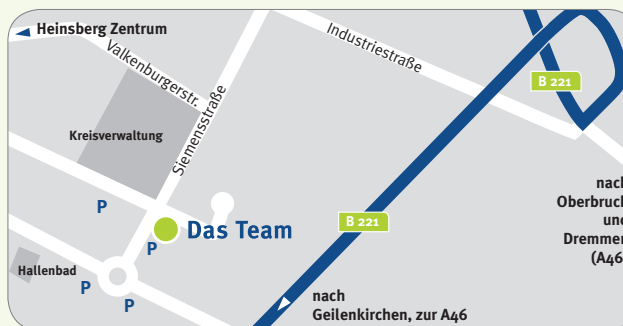 Heinsberg Zentrum
Valkenburgerstr.
Industriestraße
B 221
Kreisverwaltung
Siemensstraße
nach
Oberbruch
und
Dremmen
(A46
P
Das Team
B 221
P
Hallenbad
P
P
nach
Geilenkirchen, zur A46